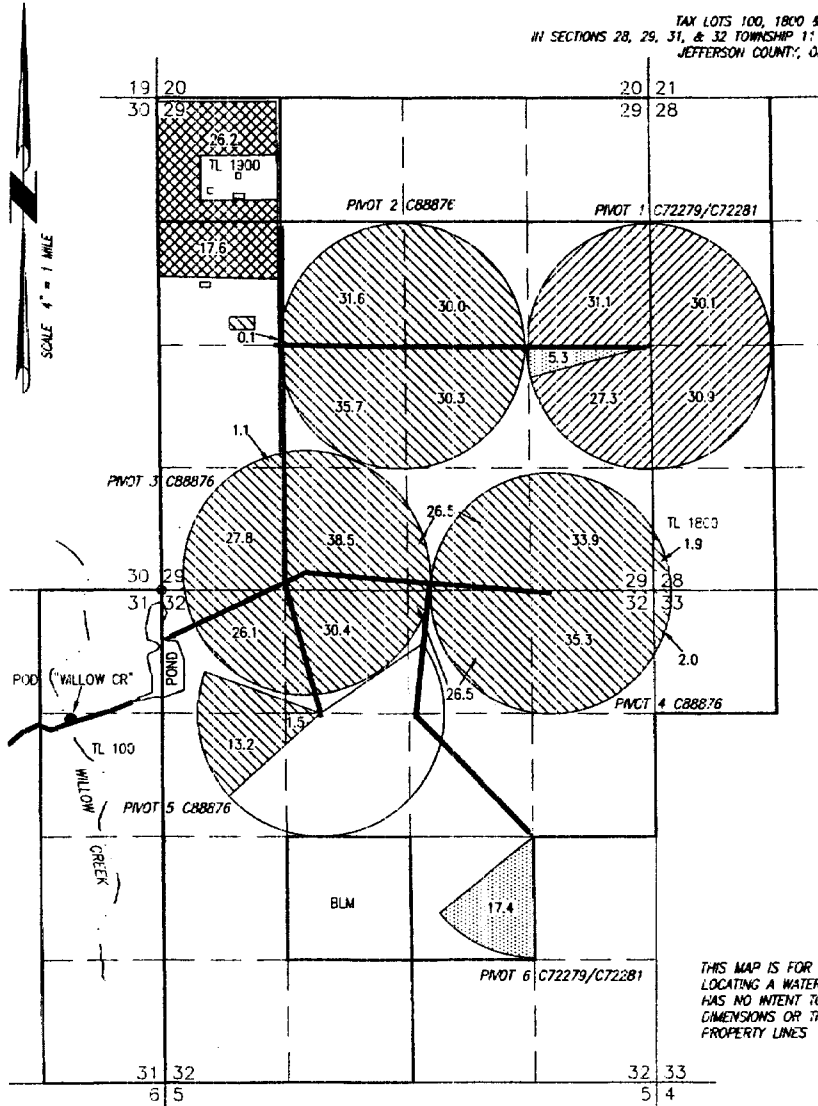 TAX LOTS 100, 1800 &
IN SECTIONS 28, 29, 31, & 32 TOWNSHIP 11
JEFFERSON COUNTY, O
19 20
30 29
20 21
29 28
SCALE 4" = 1 MILE
26.2
TL 1900
17.6
0.1
PIVOT 2 C88876
31.6
30.0
35.7
30.3
PIVOT 1 C72279/C72281
31.1
30.1
5.3
27.3
30.9
1.1
PIVOT 3 C88876
27.8
38.5
26.1
30.4
26.5
33.9
TL 1800
1.9
30 29
31 32
29 28
32 33
35.3
2.0
26.5
PIVOT 4 C88876
POND
POD ("WILLOW CR"
TL 100
WILLOW
CREEK
13.2
1.5
PIVOT 5 C88876
BLM
17.4
PIVOT 6 C72279/C72281
THIS MAP IS FOR
LOCATING A WATER
HAS NO INTENT TO
DIMENSIONS OR
PROPERTY LINES
31 32
6 5
32 33
5 4